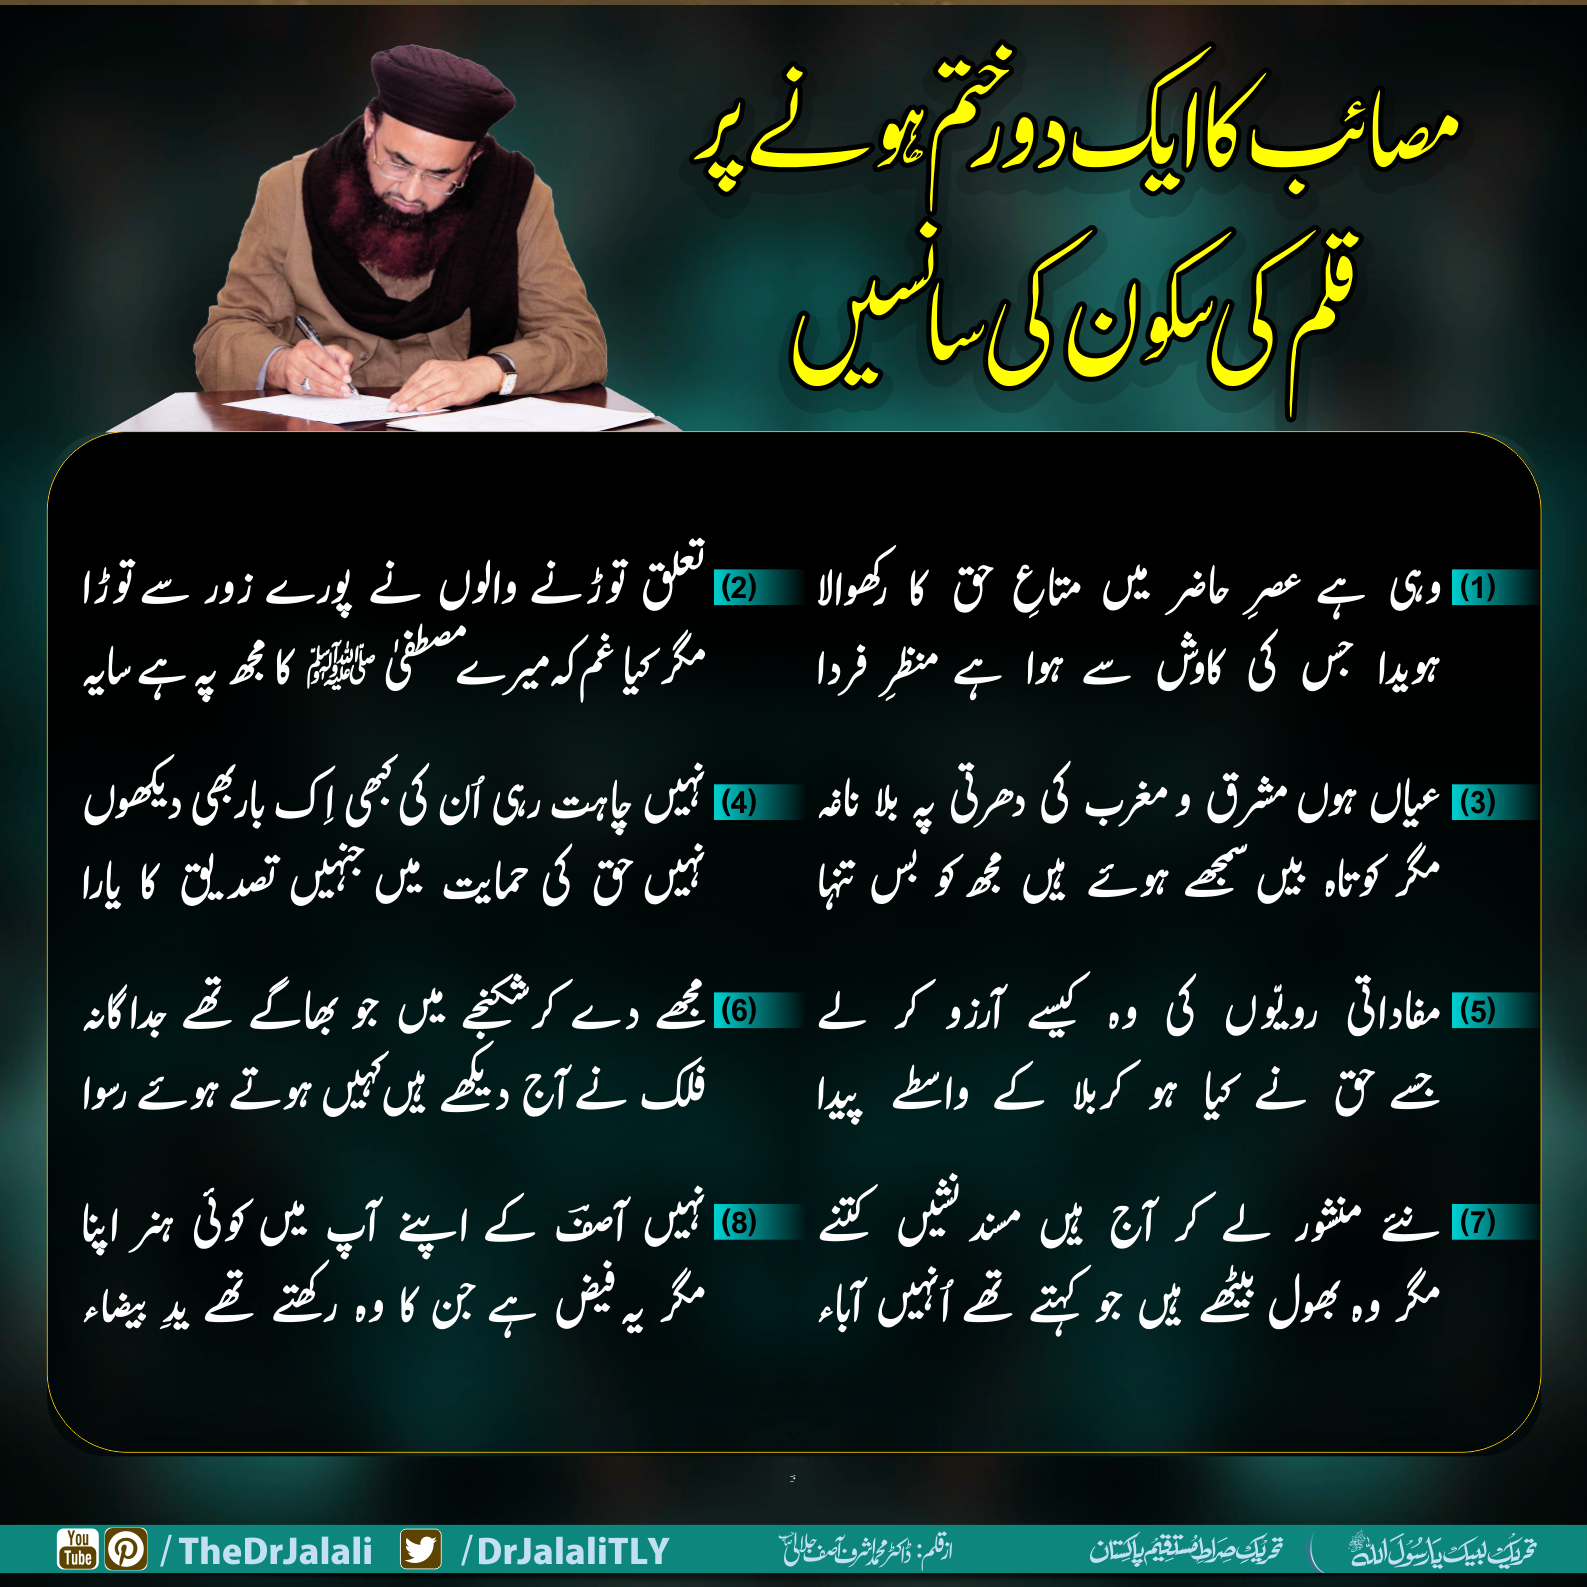 مصائب کا ایک دور ختم ہونے پر
قلم کی سکون کی سانسیں
(1)
وہی ہے عصرِ حاضر میں متاعِ حق کا رکھوالا
ہویدا جس کی کاوش سے ہوا ہے منظرِ فردا
(2)
تعلق توڑنے والوں نے پورے زور سے توڑا
مگر کیا غم کہ میرے مصطفیٰ ﷺ کا مجھ پہ ہے سایہ
(3)
عیاں ہوں مشرق و مغرب کی دھرتی پہ بلا ناغہ
مگر کوتاہ بیں سمجھے ہوئے ہیں مجھ کو بس تنہا
(4)
نہیں چاہت رہی اُن کی کبھی اِک بار بھی دیکھوں
نہیں حق کی حمایت میں جنہیں تصدیق کا یارا
(5)
مفاداتی رویّوں کی وہ کیسے آرزو کر لے
جسے حق نے کیا ہو کربلا کے واسطے پیدا
(6)
مجھے دے کر شکنجے میں جو بھاگے تھے جداگانہ
فلک نے آج دیکھے ہیں کہیں ہوتے ہوئے رسوا
(7)
نئے منشور لے کر آج ہیں مسند نشیں کتنے
مگر وہ بھول بیٹھے ہیں جو کہتے تھے اُنہیں آباء
(8)
نہیں آصفؔ کے اپنے آپ میں کوئی ہنر اپنا
مگر یہ فیض ہے جن کا وہ رکھتے تھے یدِ بیضاء
تحریک لبیک یارسول اللہ ﷺ
تحریک صراط مستقیم پاکستان
از قلم: ڈاکٹر محمد اشرف آصف جلالی
/DrJalaliTLY
You Tube /TheDrJalali